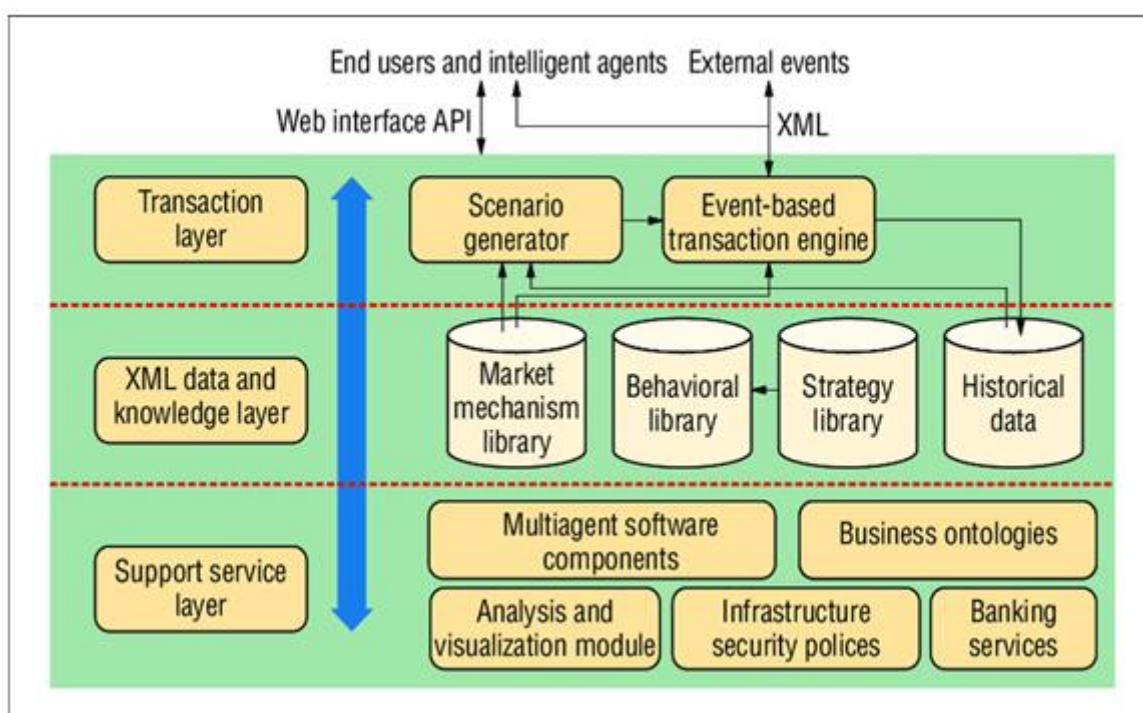 End users and intelligent agents
External events
Web interface API
XML
Transaction
layer
Scenario
generator
Event-based
transaction engine
XML data and
knowledge layer
Market
mechanism
library
Behavioral
library
Strategy
library
Historical
data
Support service
layer
Multiagent software
components
Business ontologies
Analysis and
visualization module
Infrastructure
security polices
Banking
services